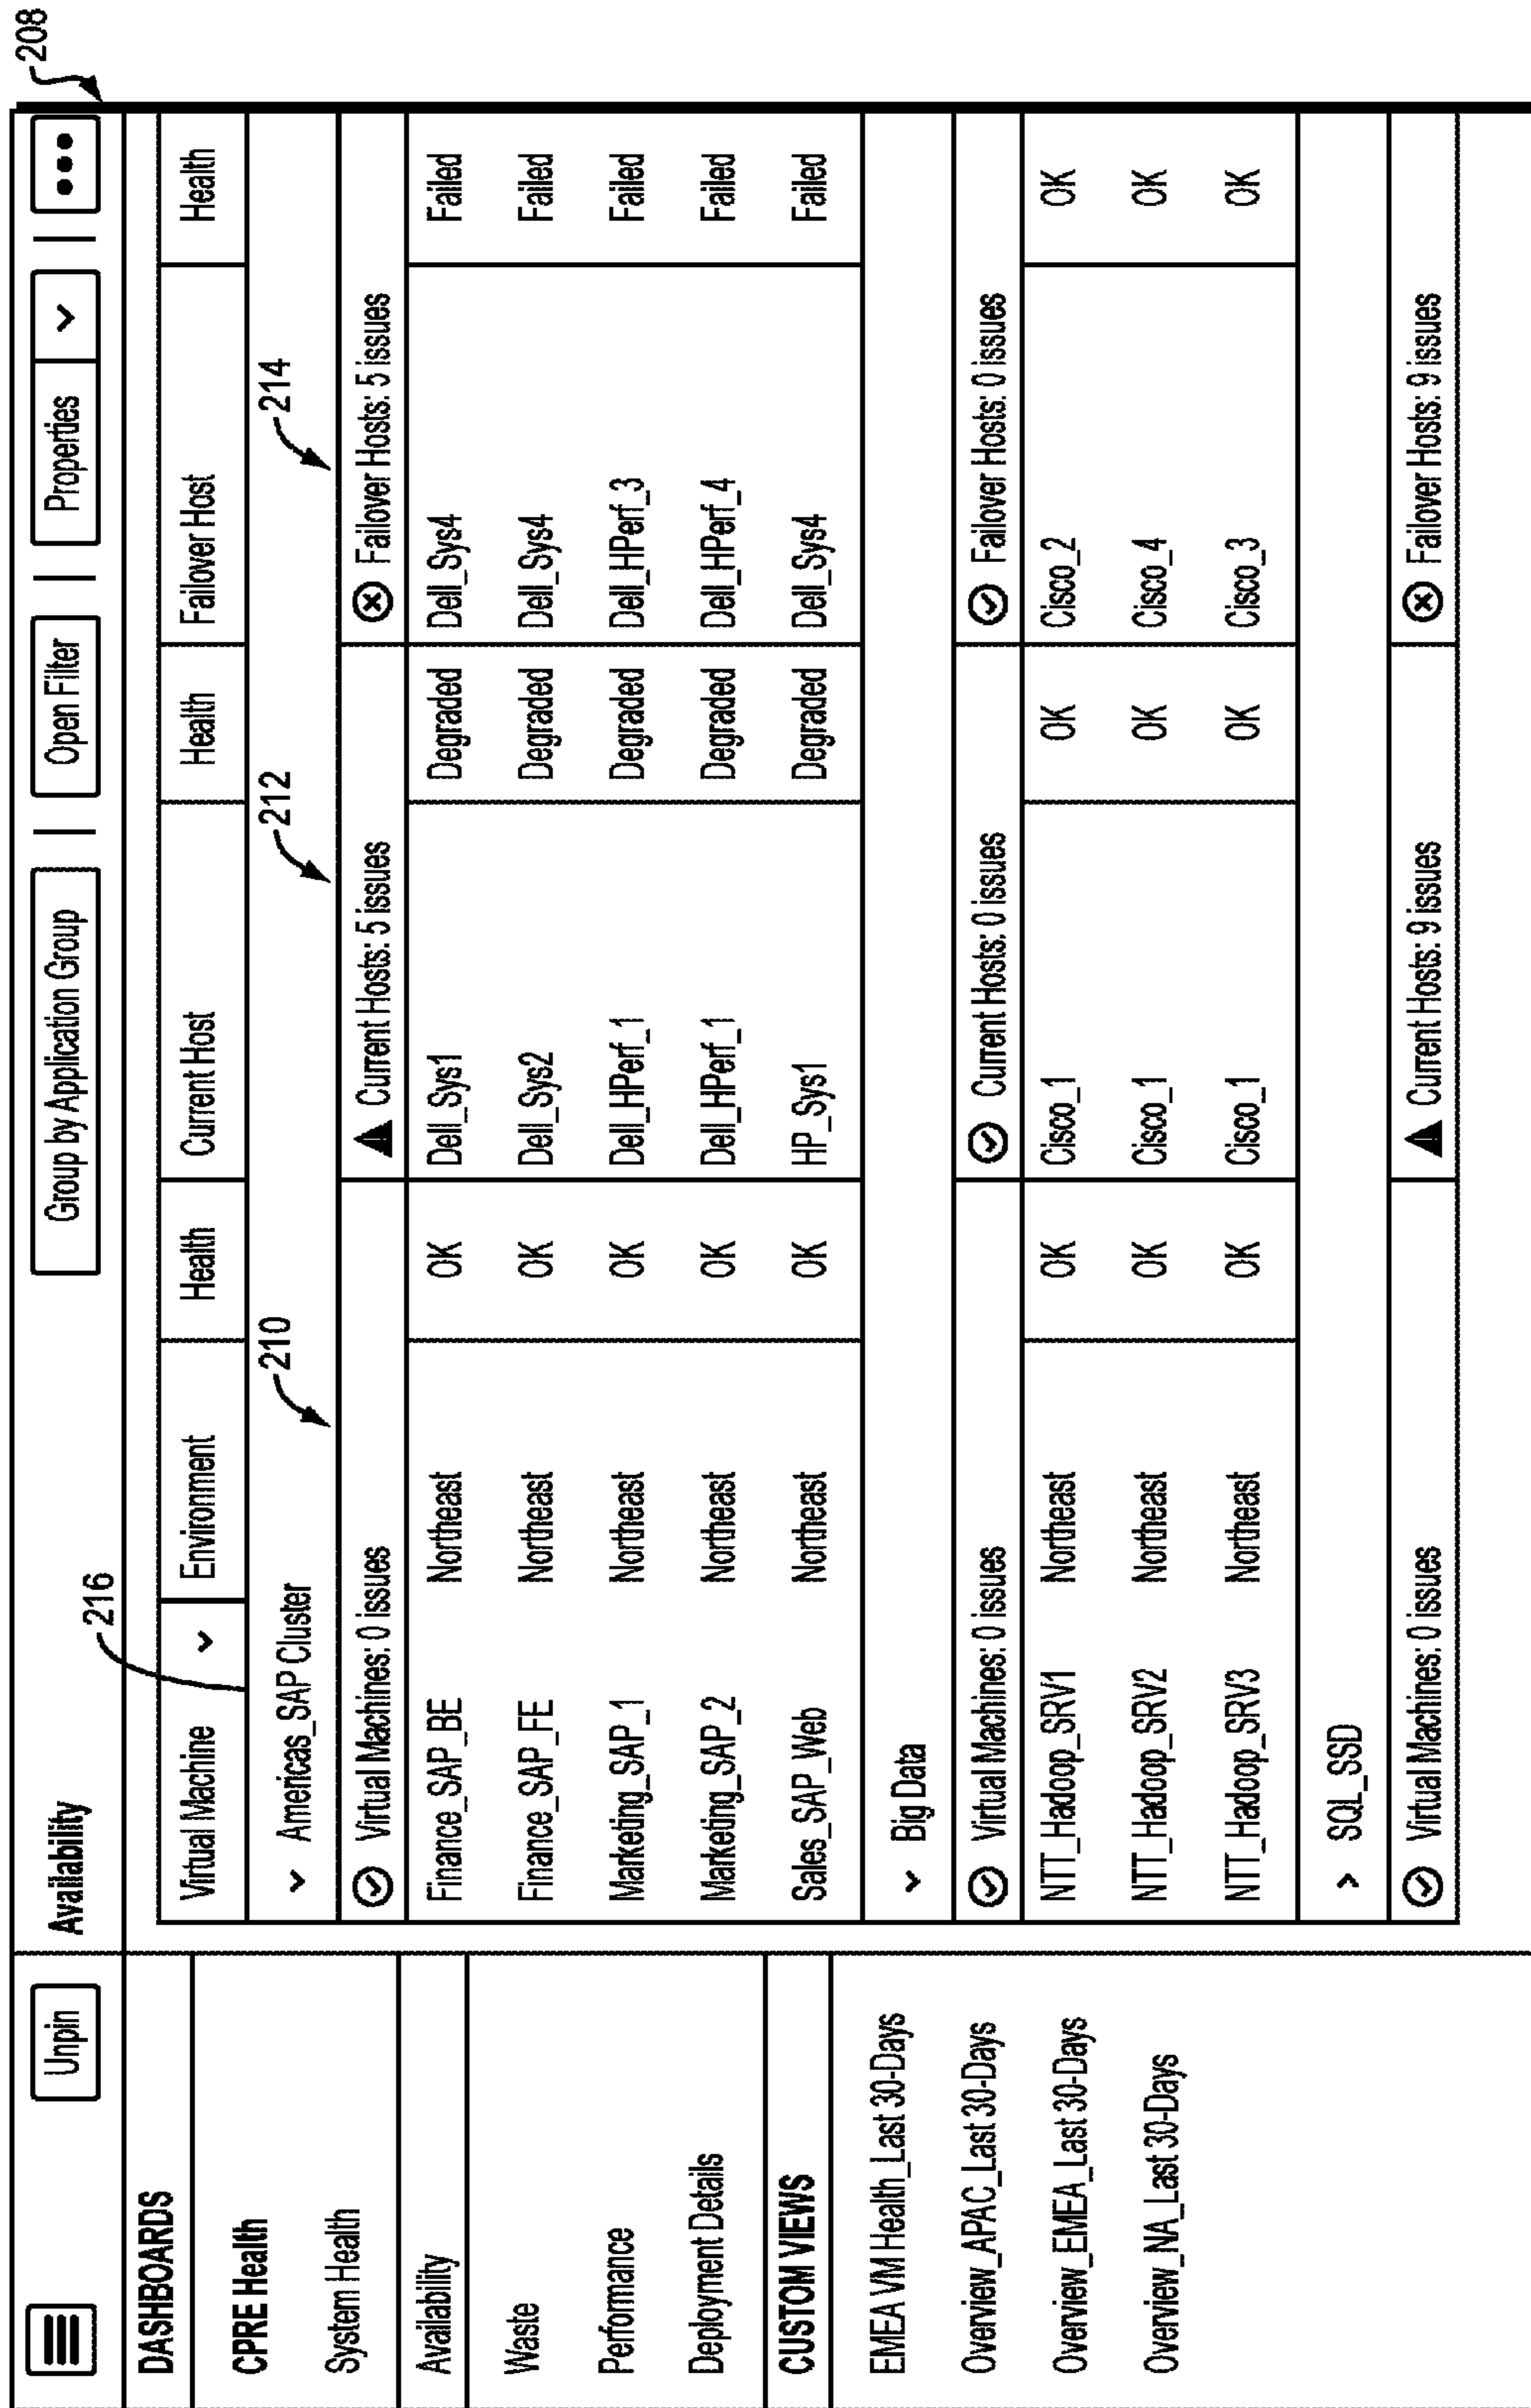 208
Unpin
Availability
Group by Application Group
Open Filter
Properties
DASHBOARDS
CPRE Health
System Health
Availability
Waste
Performance
Deployment Details
CUSTOM VIEWS
EMEA VM Health_Last 30-Days
Overview_APAC_Last 30-Days
Overview_EMEA_Last 30-Days
Overview_NA_Last 30-Days
216
Virtual Machine Environment Health Current Host Health Failover Host Health
Americas_SAP Cluster
210
212
214
Virtual Machines: 0 issues Current Hosts: 5 issues Failover Hosts: 5 issues
Finance_SAP_BE Northeast OK Dell_Sys1 Degraded Dell_Sys4 Failed
Finance_SAP_FE Northeast OK Dell_Sys2 Degraded Dell_Sys4 Failed
Marketing_SAP_1 Northeast OK Dell_HPerf_1 Degraded Dell_HPerf_3 Failed
Marketing_SAP_2 Northeast OK Dell_HPerf_1 Degraded Dell_HPerf_4 Failed
Sales_SAP_Web Northeast OK HP_Sys1 Degraded Dell_Sys4 Failed
Big Data
Virtual Machines: 0 issues Current Hosts: 0 issues Failover Hosts: 0 issues
NTT_Hadoop_SRV1 Northeast OK Cisco_1 OK Cisco_2 OK
NTT_Hadoop_SRV2 Northeast OK Cisco_1 OK Cisco_4 OK
NTT_Hadoop_SRV3 Northeast OK Cisco_1 OK Cisco_3 OK
SQL_SSD
Virtual Machines: 0 issues Current Hosts: 9 issues Failover Hosts: 9 issues